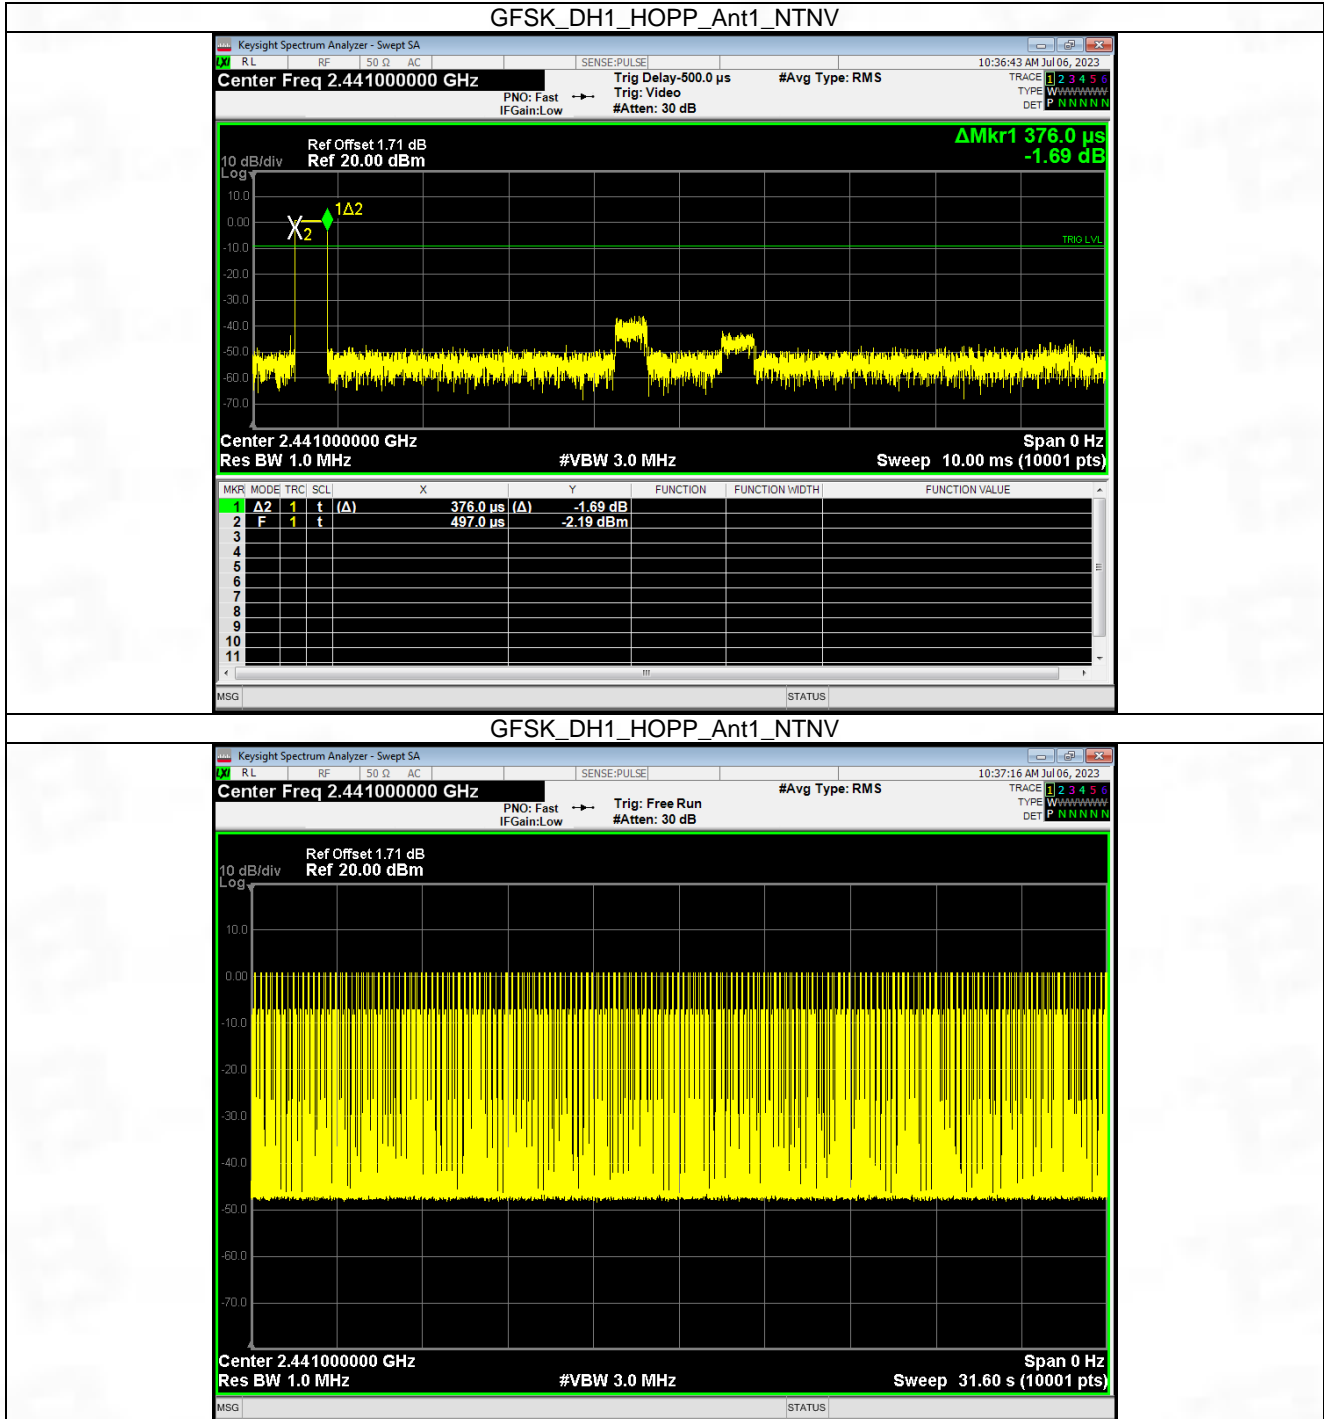 GFSK_DH1_HOPP_Ant1_NTNV
Keysight Spectrum Analyzer - Swept SA
LXI RL RF 50 Ω AC SENSE:PULSE 10:36:43 AM Jul 06, 2023
Center Freq 2.441000000 GHz Trig Delay-500.0 µs #Avg Type: RMS TRACE 1 2 3 4 5 6
PNO: Fast Trig: Video TYPE WWWWWW
IFGain:Low #Atten: 30 dB DET P N N N N N
ΔMkr1 376.0 µs
-1.69 dB
Ref Offset 1.71 dB
10 dB/div Ref 20.00 dBm
Log
10.0
1Δ2
0.00
2
TRIG LVL
-10.0
-20.0
-30.0
-40.0
-50.0
-60.0
-70.0
Center 2.441000000 GHz Span 0 Hz
Res BW 1.0 MHz #VBW 3.0 MHz Sweep 10.00 ms (10001 pts)
MKR MODE TRC SCL X Y FUNCTION FUNCTION WIDTH FUNCTION VALUE
1 Δ2 1 t (Δ) 376.0 µs (Δ) -1.69 dB
2 F 1 t 497.0 µs -2.19 dBm
3
4
5
6
7
8
9
10
11
MSG STATUS
GFSK_DH1_HOPP_Ant1_NTNV
Keysight Spectrum Analyzer - Swept SA
LXI RL RF 50 Ω AC SENSE:PULSE 10:37:16 AM Jul 06, 2023
Center Freq 2.441000000 GHz #Avg Type: RMS TRACE 1 2 3 4 5 6
PNO: Fast Trig: Free Run TYPE WWWWWW
IFGain:Low #Atten: 30 dB DET P N N N N N
Ref Offset 1.71 dB
10 dB/div Ref 20.00 dBm
Log
10.0
0.00
-10.0
-20.0
-30.0
-40.0
-50.0
-60.0
-70.0
Center 2.441000000 GHz Span 0 Hz
Res BW 1.0 MHz #VBW 3.0 MHz Sweep 31.60 s (10001 pts)
MSG STATUS